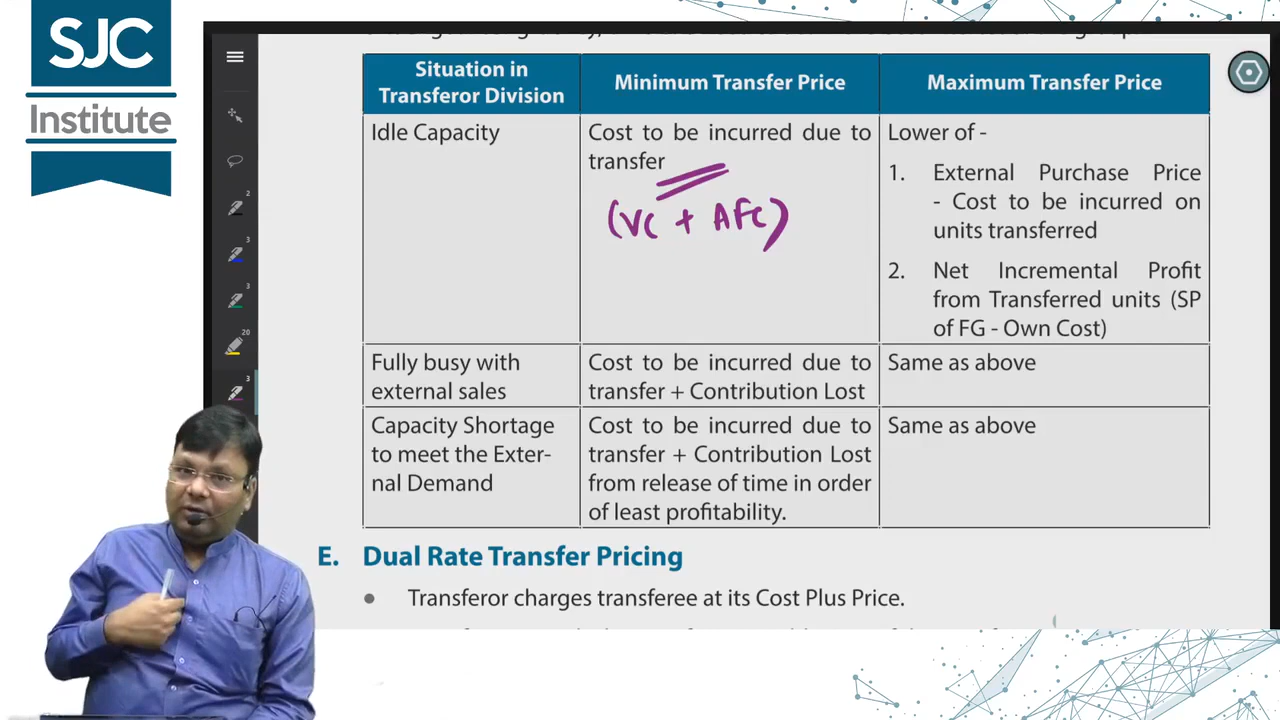 SJC
Institute
Situation in
Transferor Division
Minimum Transfer Price
Maximum Transfer Price
Idle Capacity
Cost to be incurred due to
transfer
(VC + AFC)
Lower of -
1. External Purchase Price
- Cost to be incurred on
units transferred
2. Net Incremental Profit
from Transferred units (SP
of FG - Own Cost)
Fully busy with
external sales
Cost to be incurred due to
transfer + Contribution Lost
Same as above
Capacity Shortage
to meet the Exter-
nal Demand
Cost to be incurred due to
transfer + Contribution Lost
from release of time in order
of least profitability.
Same as above
E. Dual Rate Transfer Pricing
● Transferor charges transferee at its Cost Plus Price.
2
3
3
20
3